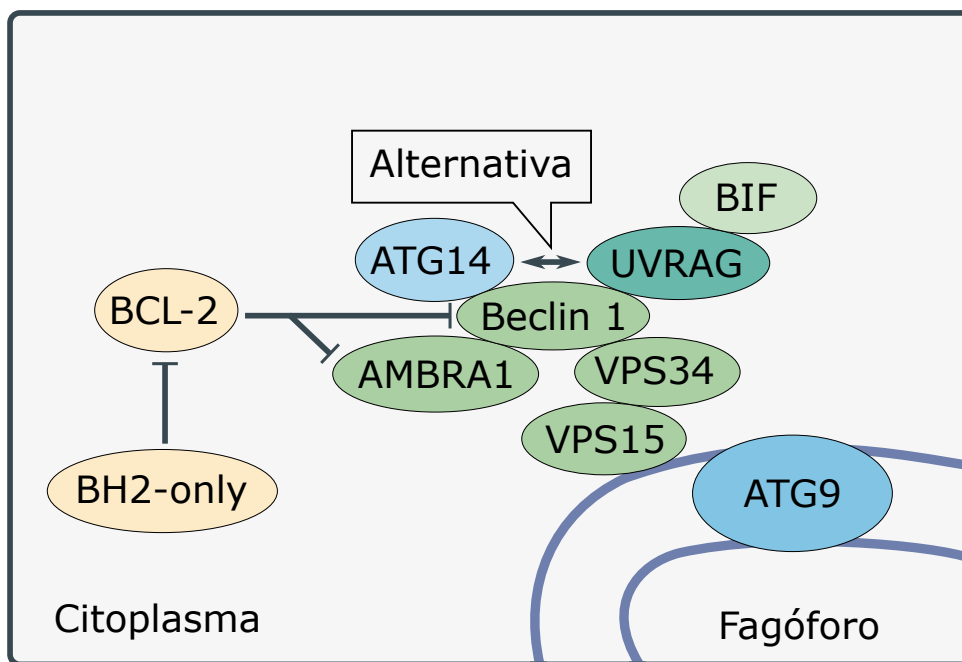 Alternativa
BIF
ATG14
UVRAG
BCL-2
Beclin 1
AMBRA1
VPS34
VPS15
BH2-only
ATG9
Citoplasma
Fagóforo